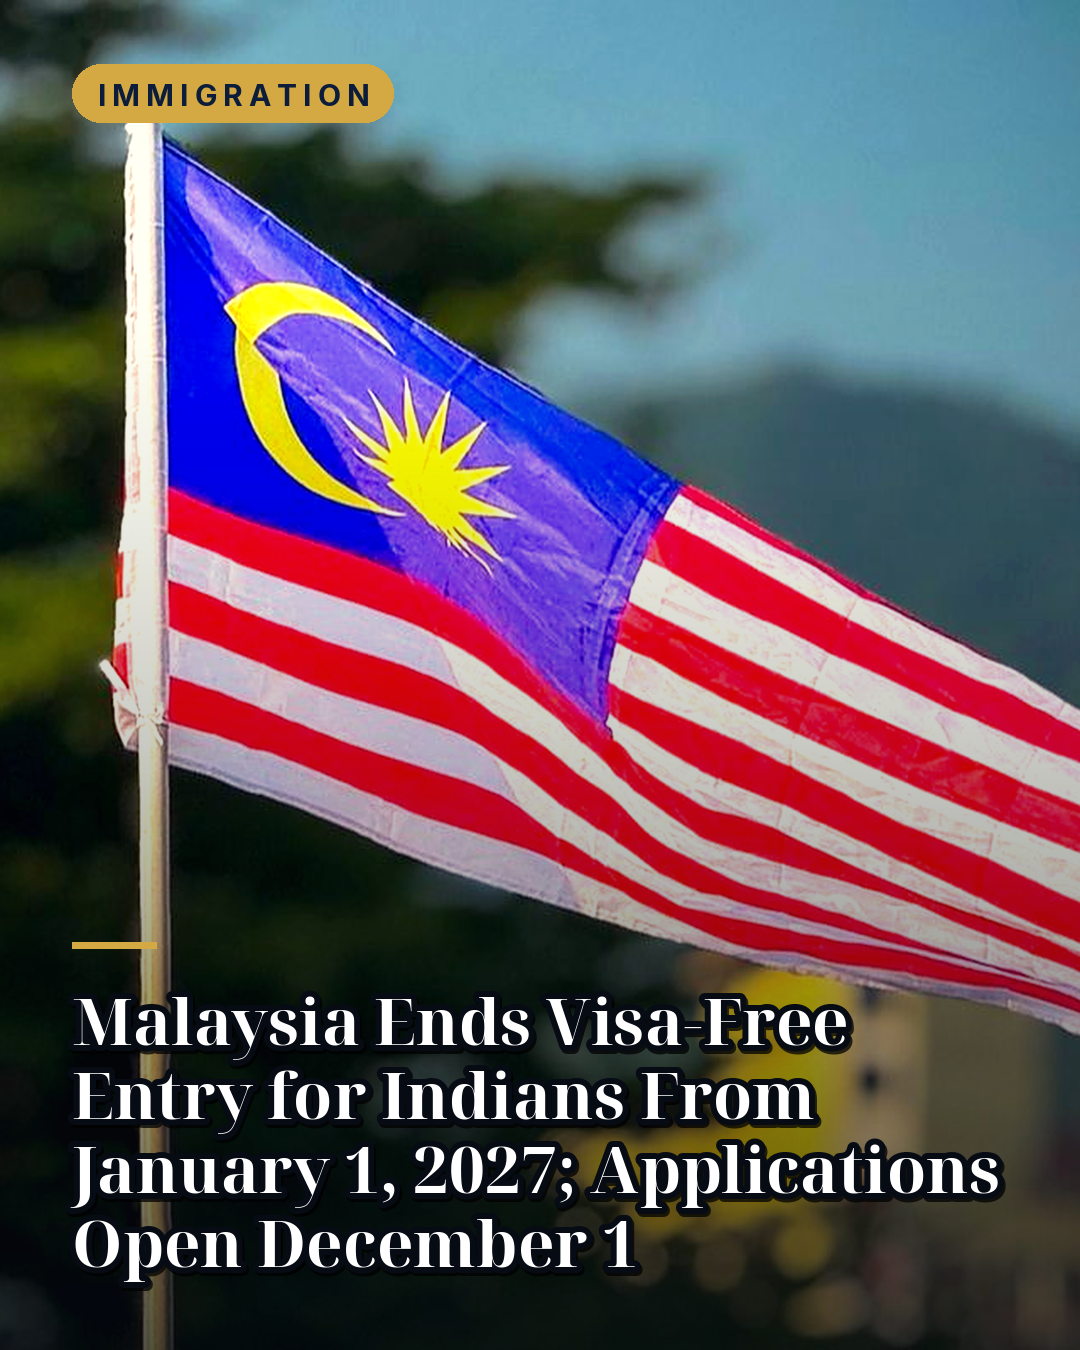 IMMIGRATION
Malaysia Ends Visa-Free
Entry for Indians From
January 1, 2027; Applications
Open December 1